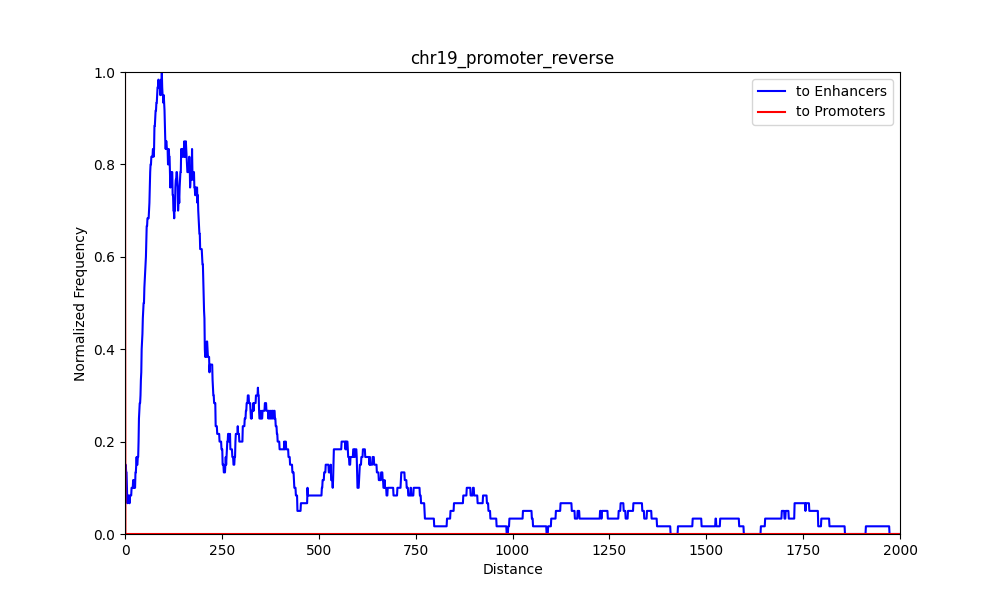 chr19_promoter_reverse
1.0
0.8
0.6
0.4
0.2
0.0
Normalized Frequency
to Enhancers
to Promoters
0 250 500 750 1000 1250 1500 1750 2000
Distance